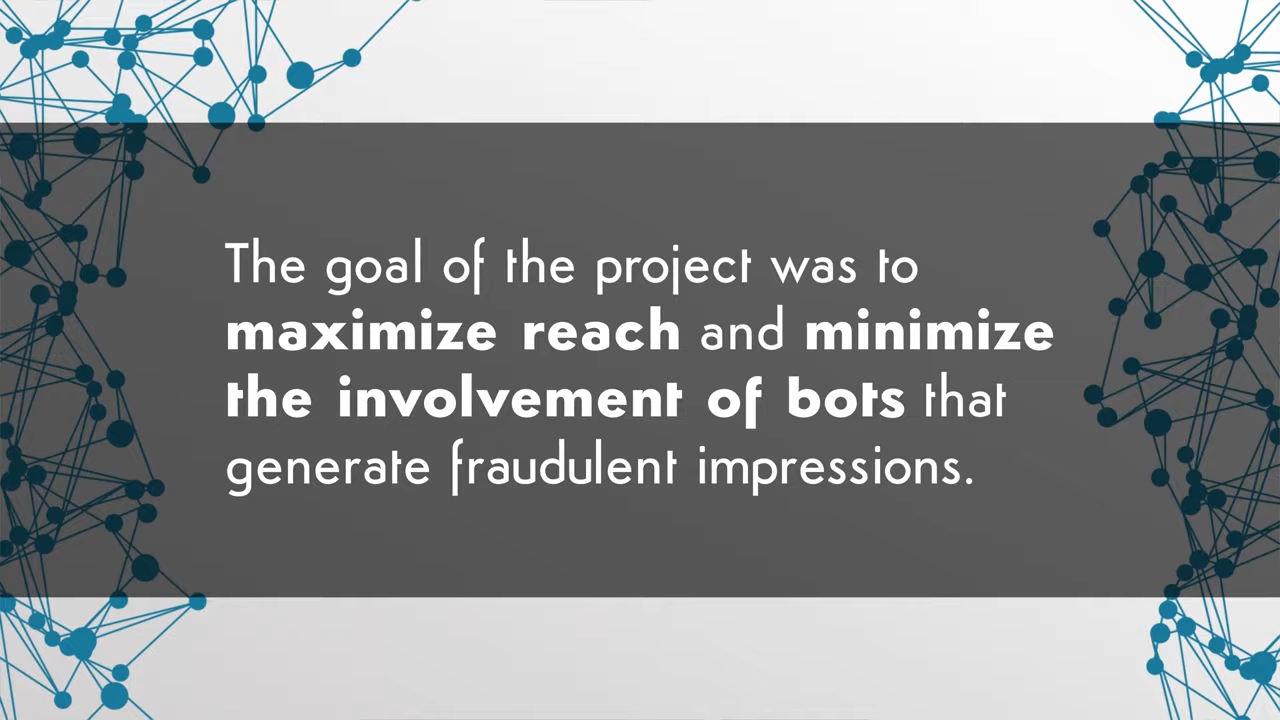 The goal of the project was to
maximize reach and minimize
the involvement of bots that
generate fraudulent impressions.